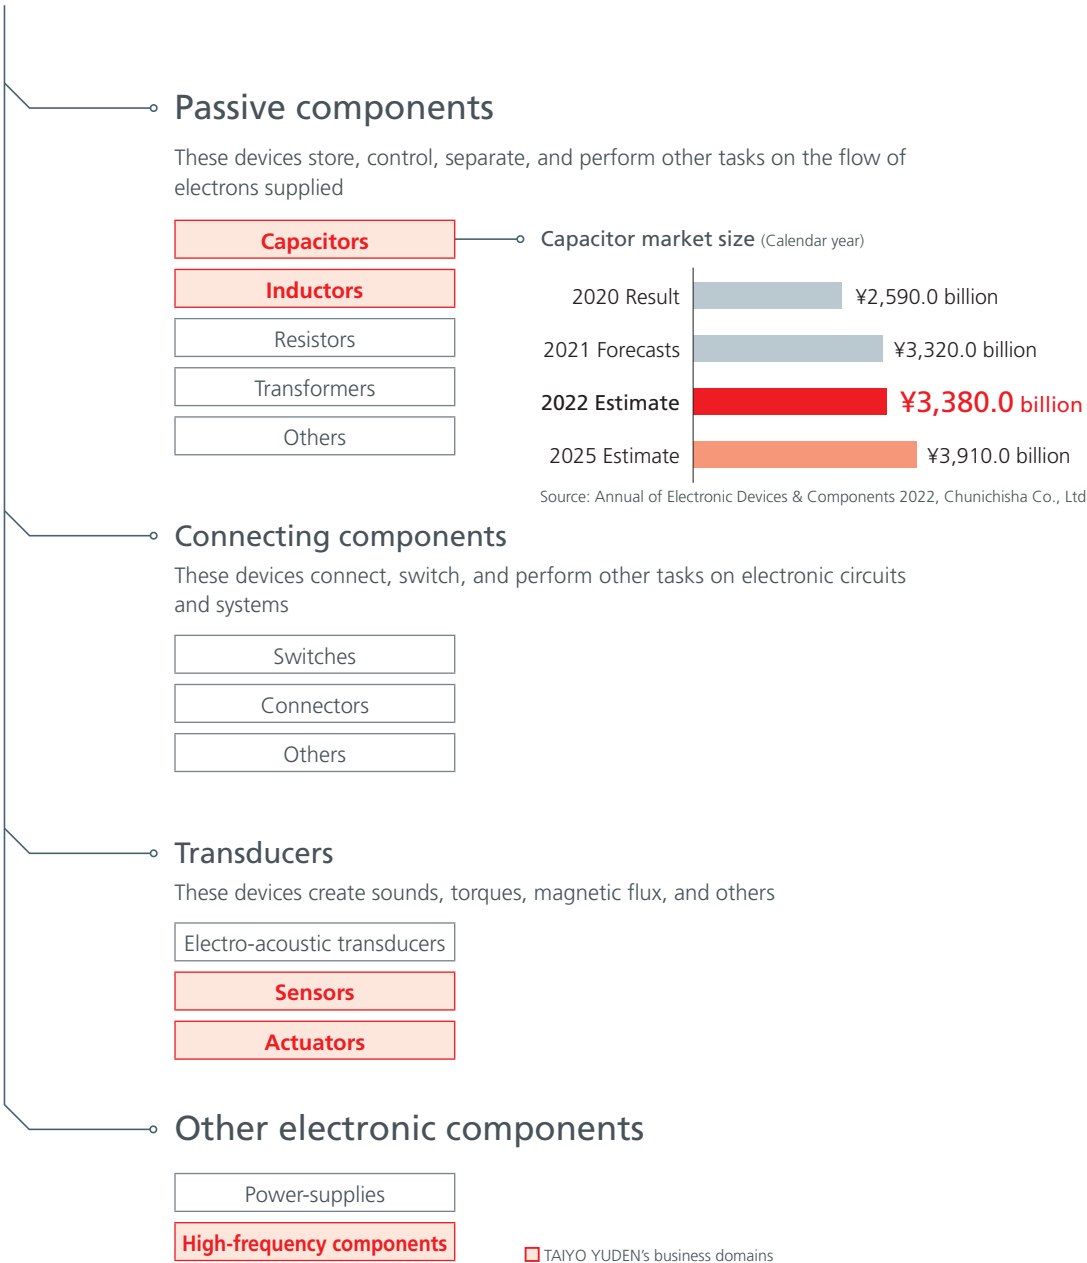 Passive components
These devices store, control, separate, and perform other tasks on the flow of
electrons supplied
Capacitors
Inductors
Resistors
Transformers
Others
Capacitor market size (Calendar year)
2020 Result ¥2,590.0 billion
2021 Forecasts ¥3,320.0 billion
2022 Estimate ¥3,380.0 billion
2025 Estimate ¥3,910.0 billion
Source: Annual of Electronic Devices & Components 2022, Chunichisha Co., Ltd
Connecting components
These devices connect, switch, and perform other tasks on electronic circuits
and systems
Switches
Connectors
Others
Transducers
These devices create sounds, torques, magnetic flux, and others
Electro-acoustic transducers
Sensors
Actuators
Other electronic components
Power-supplies
High-frequency components
TAIYO YUDEN's business domains